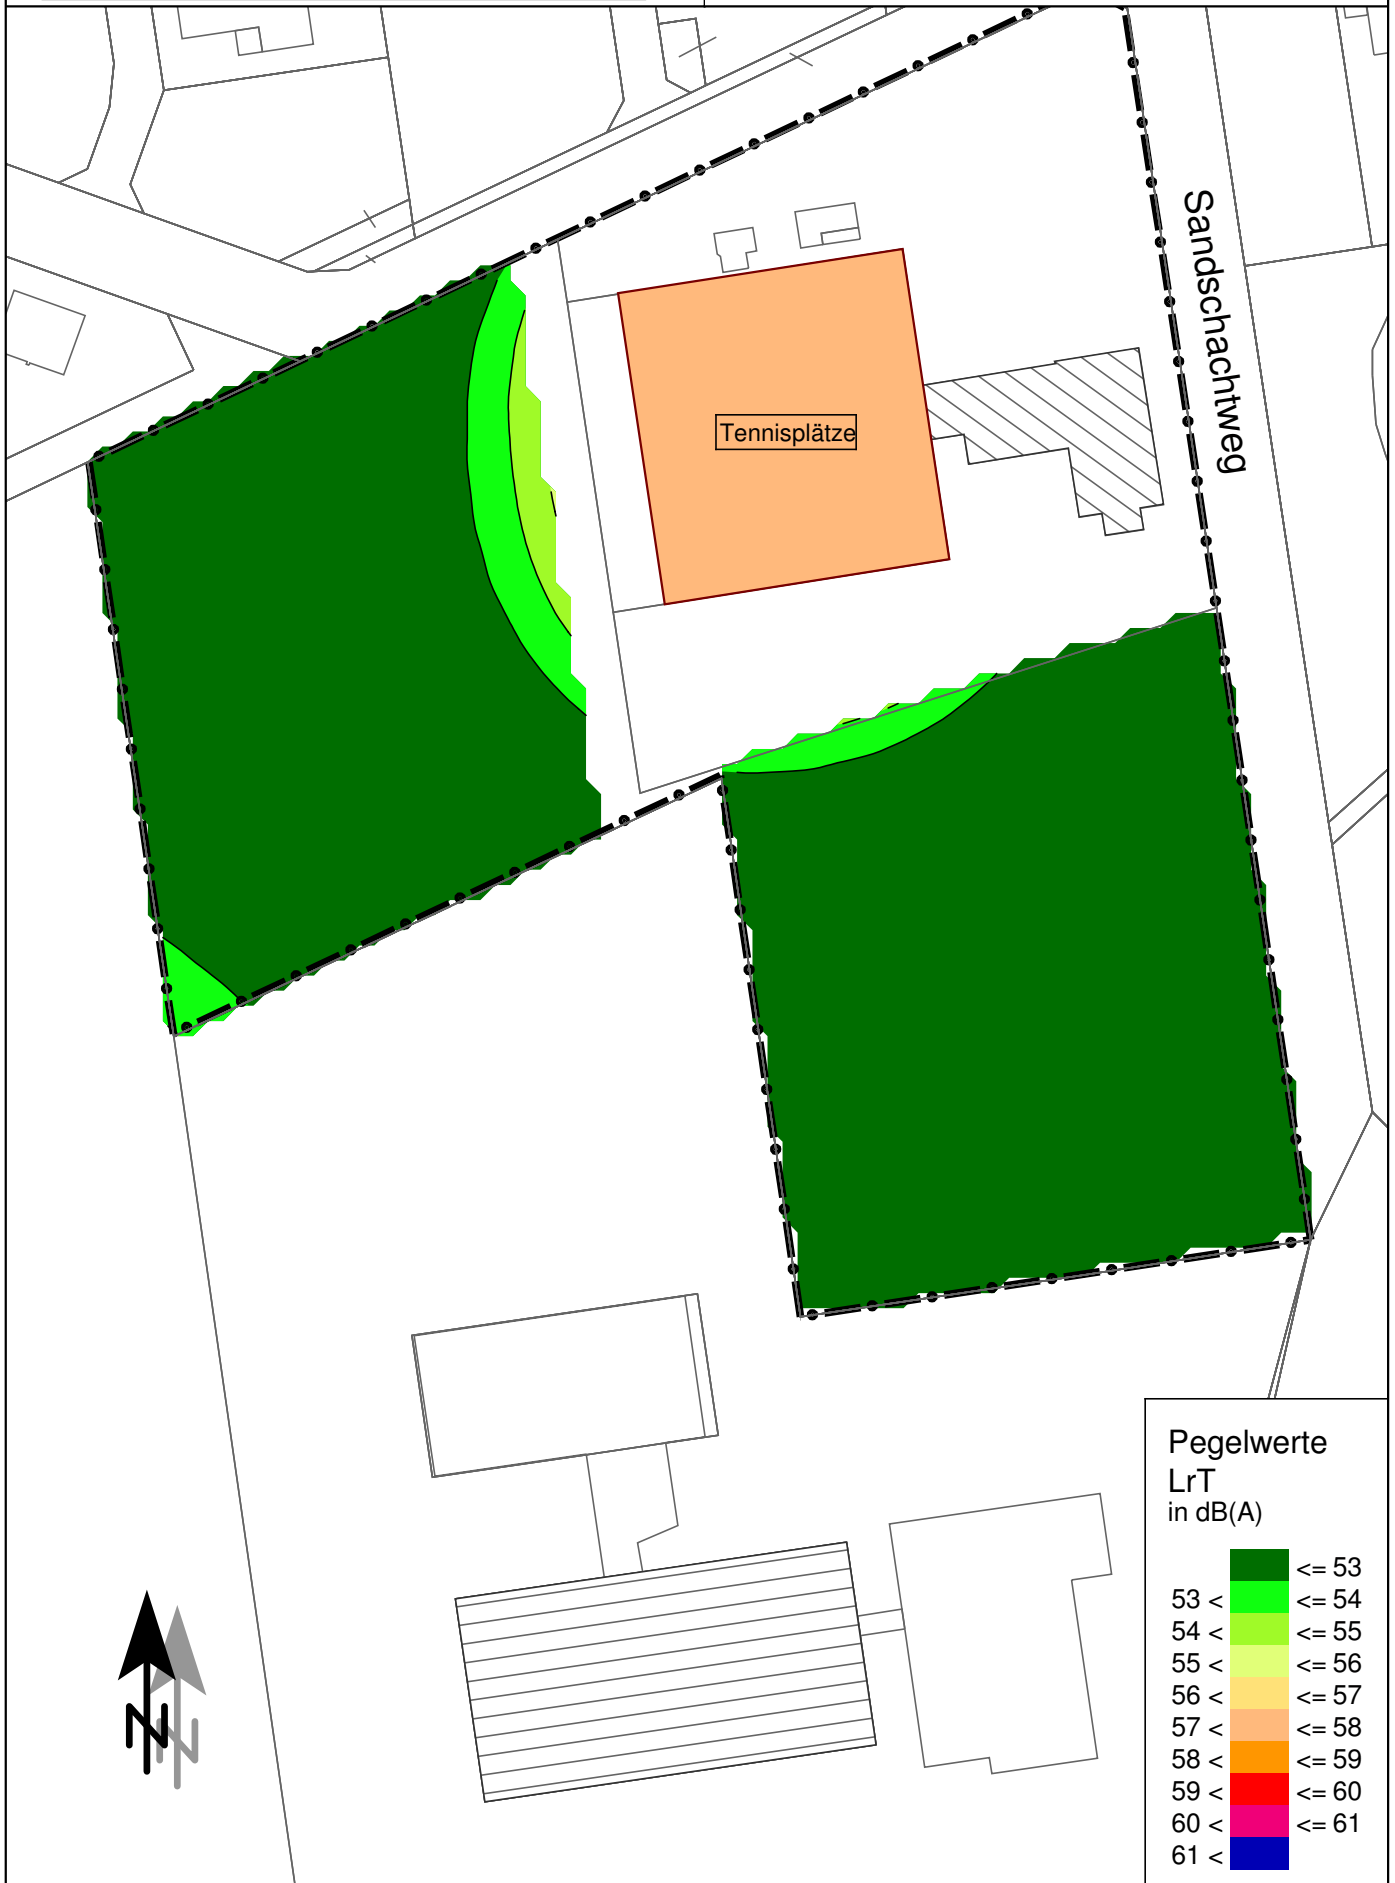 Sandschachtweg
Tennisplätze
Pegelwerte
LrT
in dB(A)
<= 53
53 < <= 54
54 < <= 55
55 < <= 56
56 < <= 57
57 < <= 58
58 < <= 59
59 < <= 60
60 < <= 61
61 <
N